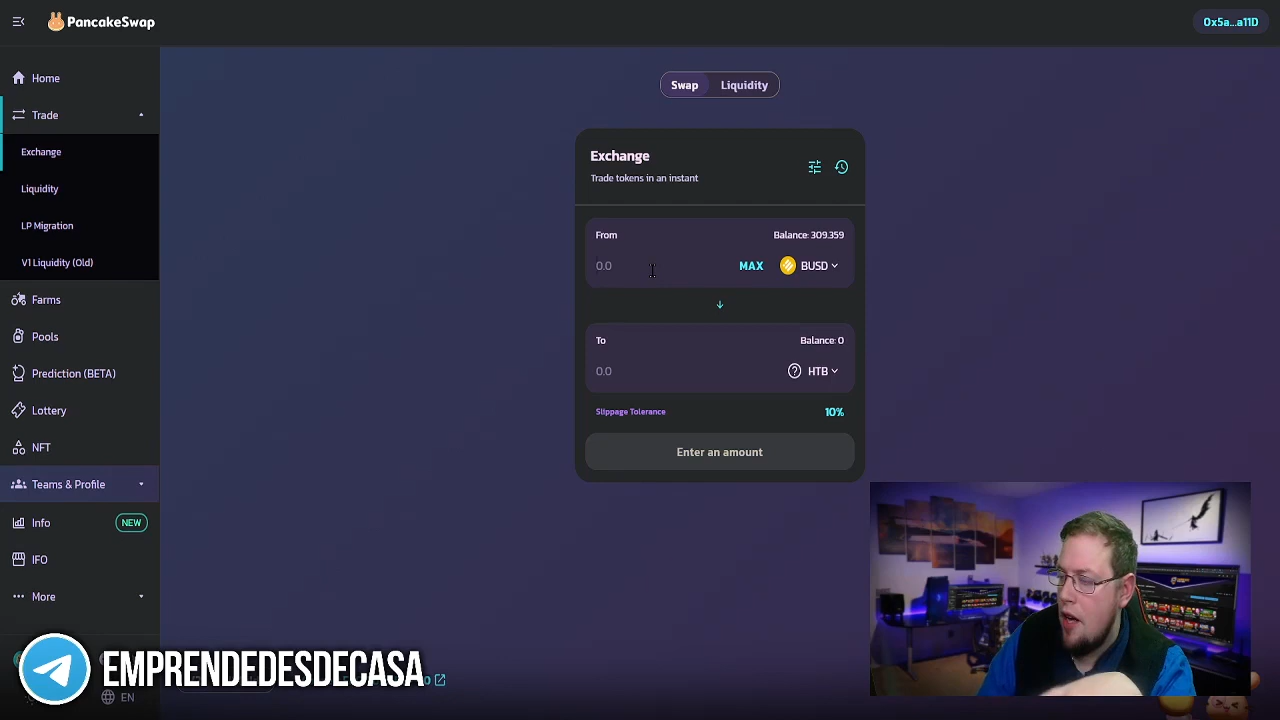 PancakeSwap
0x5a...a11D
Home
Trade
Exchange
Liquidity
LP Migration
V1 Liquidity (Old)
Farms
Pools
Prediction (BETA)
Lottery
NFT
Teams & Profile
Info
NEW
IFO
More
EN
Swap
Liquidity
Exchange
Trade tokens in an instant
From
Balance: 309.359
0.0
MAX
BUSD
To
Balance: 0
0.0
HTB
Slippage Tolerance
10%
Enter an amount
EMPRENDEDESDECASA